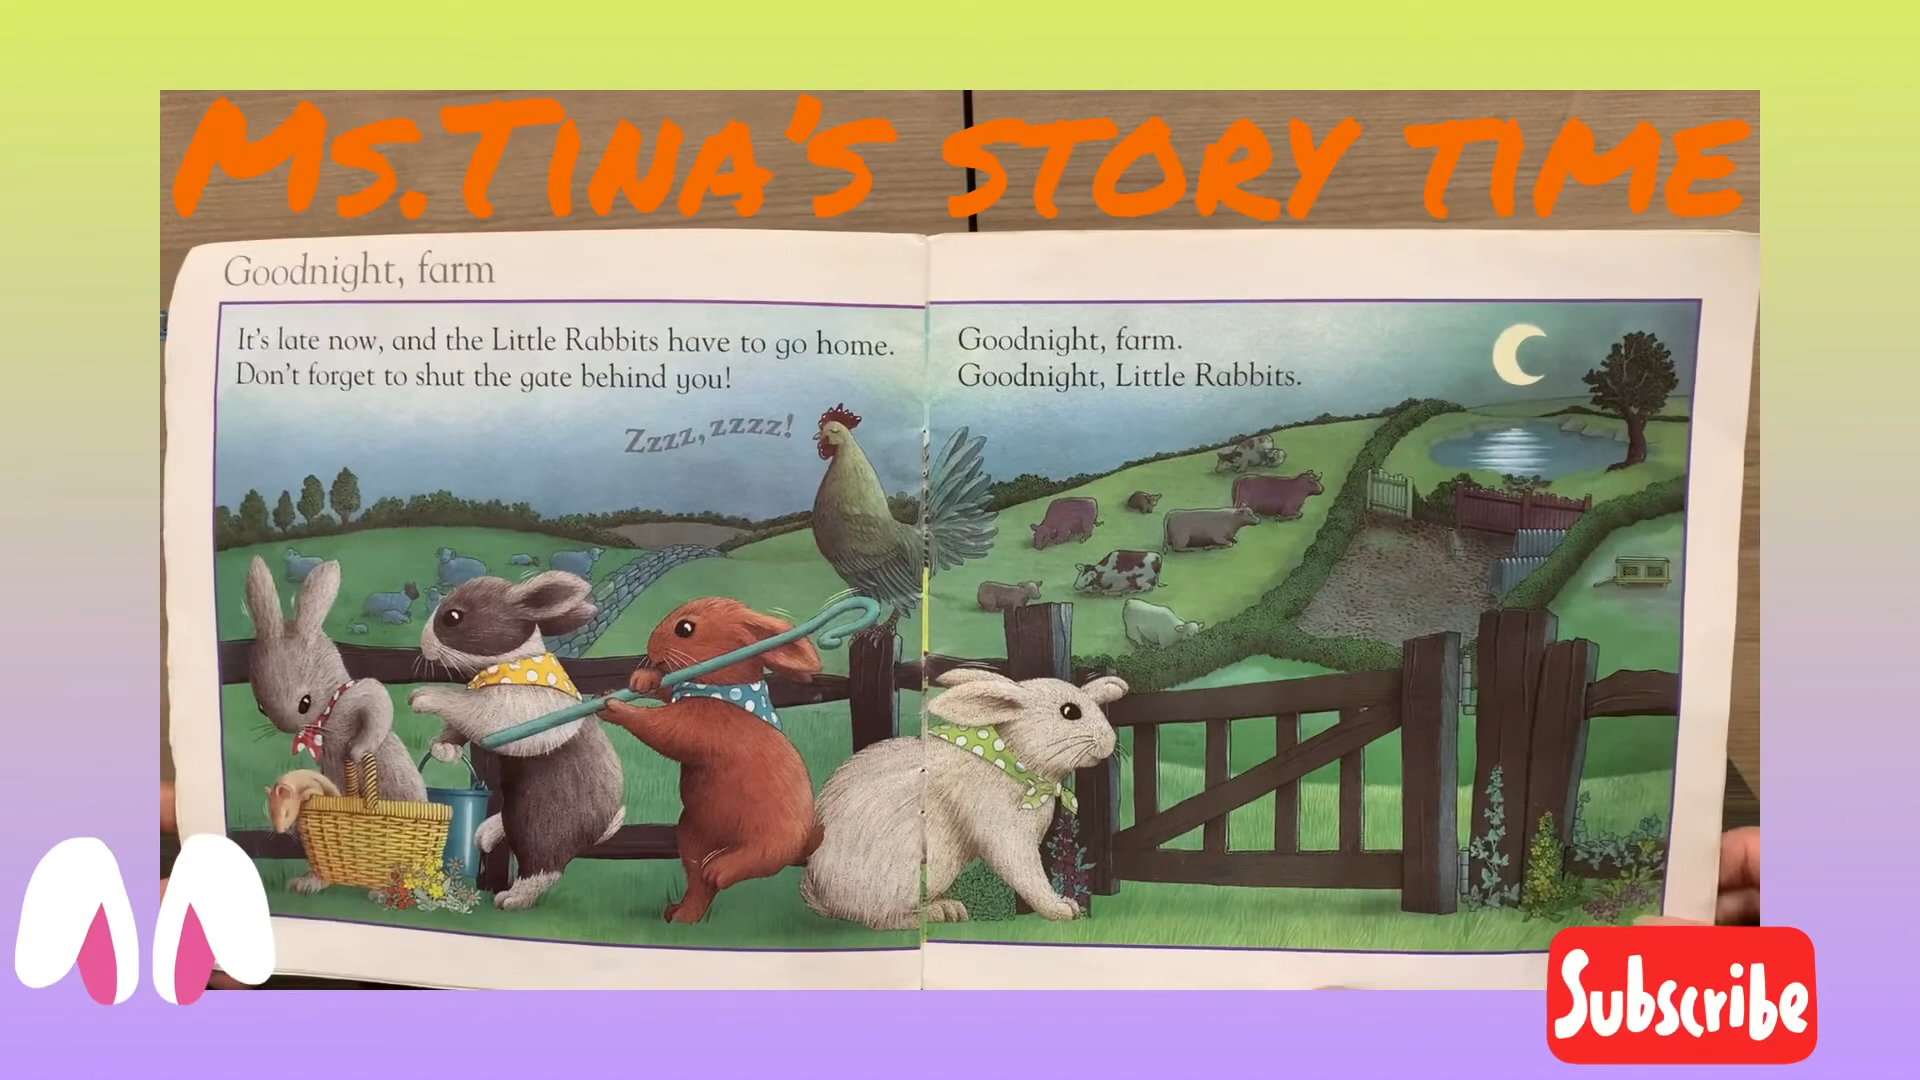 Ms.Tina's story time
Goodnight, farm
It's late now, and the Little Rabbits have to go home.
Don't forget to shut the gate behind you!
Zzzz, zzzz!
Goodnight, farm.
Goodnight, Little Rabbits.
Subscribe